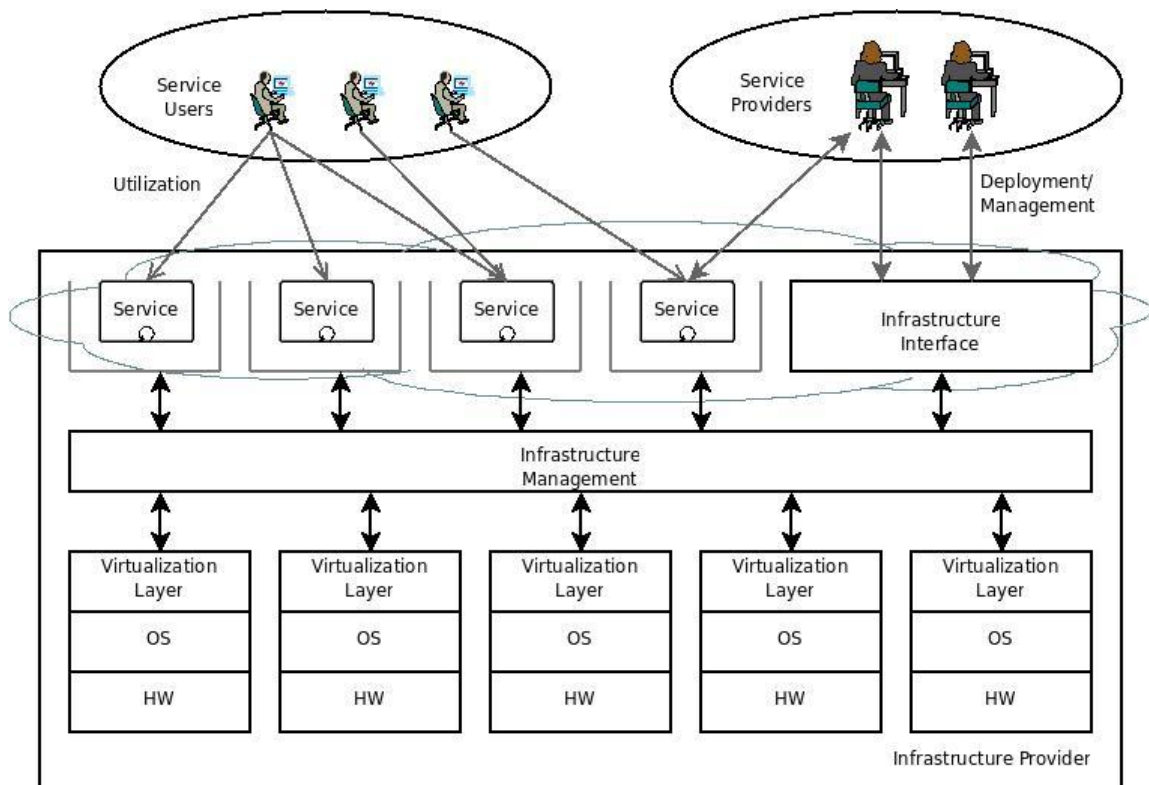 Service
Users
Service
Providers
Utilization
Deployment/
Management
Service
Service
Service
Service
Infrastructure
Interface
Infrastructure
Management
Virtualization
Layer
Virtualization
Layer
Virtualization
Layer
Virtualization
Layer
Virtualization
Layer
OS
OS
OS
OS
OS
HW
HW
HW
HW
HW
Infrastructure Provider